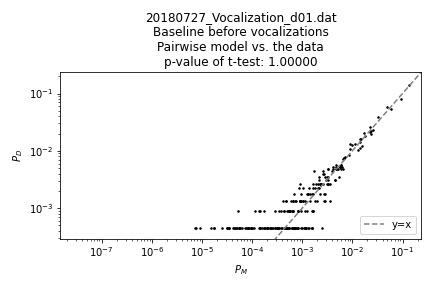 20180727_Vocalization_d01.dat
Baseline before vocalizations
Pairwise model vs. the data
p-value of t-test: 1.00000
P_D
10⁻¹
10⁻²
10⁻³
y=x
10⁻⁷ 10⁻⁶ 10⁻⁵ 10⁻⁴ 10⁻³ 10⁻² 10⁻¹
P_M